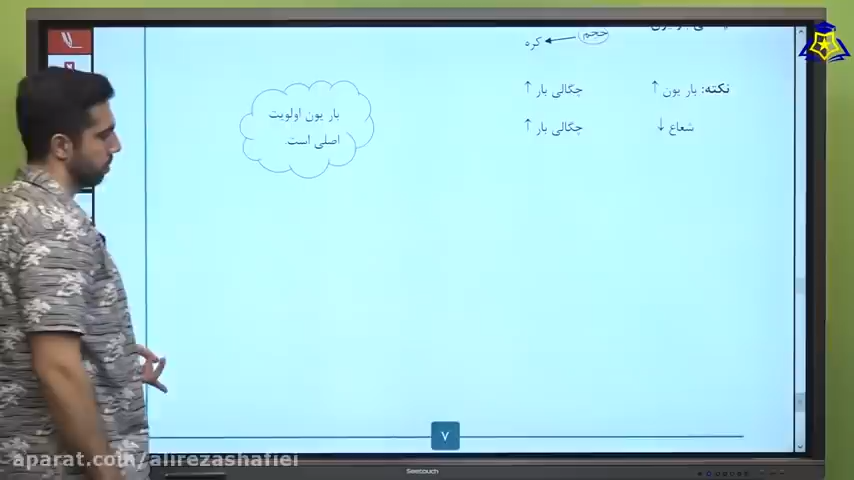 حجم
کره
نکته: بار یون ↑ چگالی بار ↑
شعاع ↓ چگالی بار ↑
بار یون اولویت
اصلی است.
۷
Seetouch
aparat.com/alirezashafiei